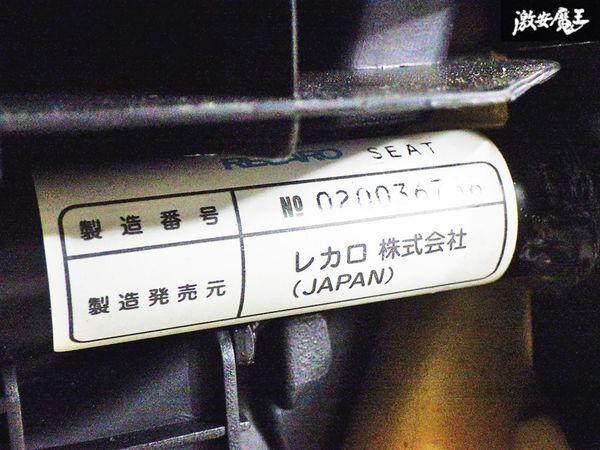 激安魔王
RECARO SEAT
製造番号 № 020036736
製造発売元 レカロ 株式会社
(JAPAN)